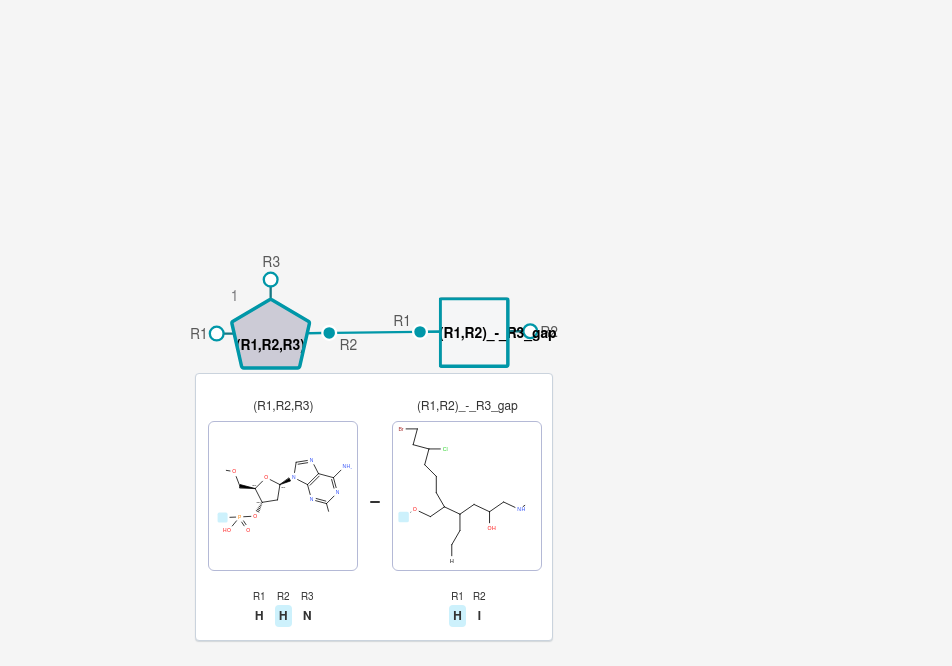 R3
1
R1
(R1,R2,R3)
R2
R1
(R1,R2)_-_R3_gap
R2
(R1,R2,R3)
(R1,R2)_-_R3_gap
O
O
N
N
NH
N
N
P
O
HO
O
–
Br
Cl
O
OH
NH
H
R1 R2 R3
H H N
R1 R2
H I